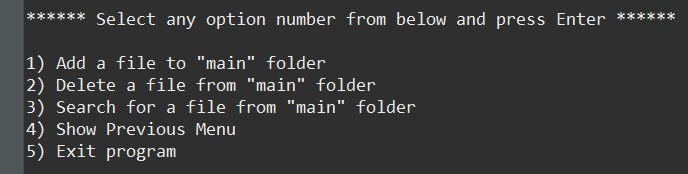 ****** Select any option number from below and press Enter ******
1) Add a file to "main" folder
2) Delete a file from "main" folder
3) Search for a file from "main" folder
4) Show Previous Menu
5) Exit program